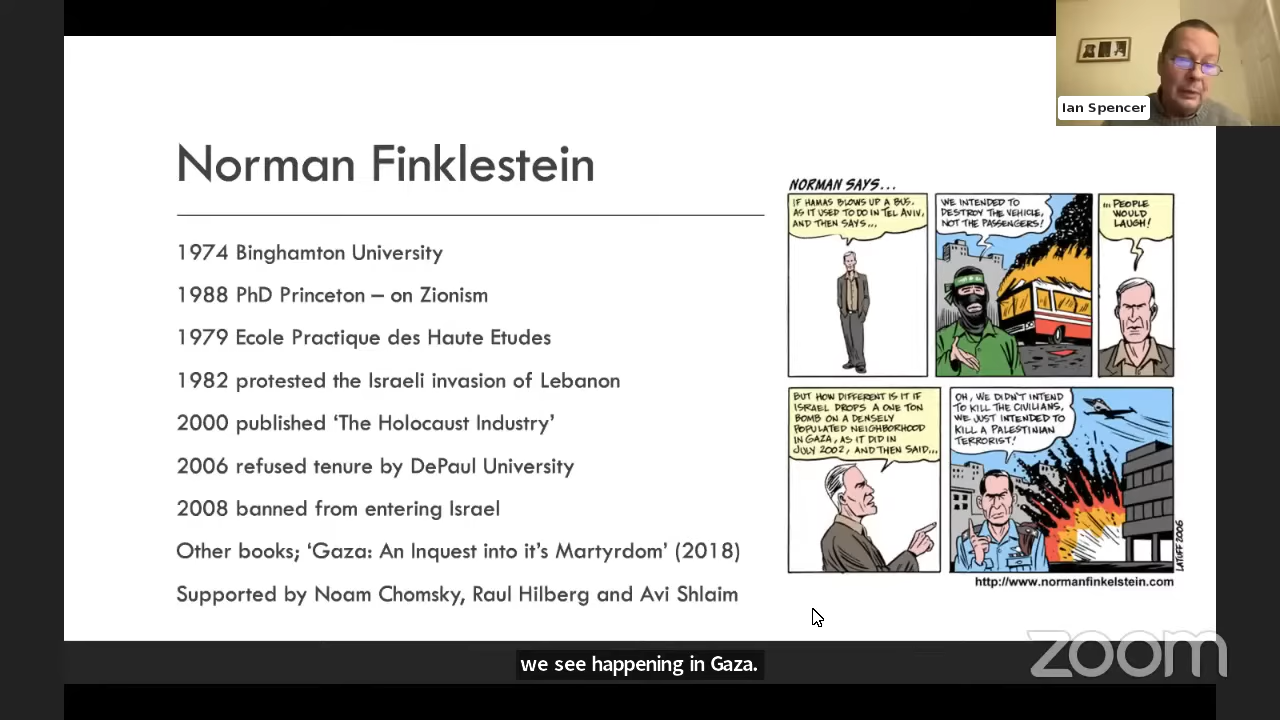 Ian Spencer
Norman Finklestein
1974 Binghamton University
1988 PhD Princeton – on Zionism
1979 Ecole Practique des Haute Etudes
1982 protested the Israeli invasion of Lebanon
2000 published ‘The Holocaust Industry’
2006 refused tenure by DePaul University
2008 banned from entering Israel
Other books; ‘Gaza: An Inquest into it’s Martyrdom’ (2018)
Supported by Noam Chomsky, Raul Hilberg and Avi Shlaim
NORMAN SAYS...
IF HAMAS BLOWS UP A BUS,
AS IT USED TO DO IN TEL AVIV,
AND THEN SAYS...
WE INTENDED TO
DESTROY THE VEHICLE,
NOT THE PASSENGERS!
... PEOPLE
WOULD
LAUGH!
BUT HOW DIFFERENT IS IT IF
ISRAEL DROPS A ONE TON
BOMB ON A DENSELY
POPULATED NEIGHBORHOOD
IN GAZA, AS IT DID IN
JULY 2002, AND THEN SAID...
OH, WE DIDN'T INTEND
TO KILL THE CIVILIANS,
WE JUST INTENDED TO
KILL A PALESTINIAN
TERRORIST!
LATUFF 2006
http://www.normanfinkelstein.com
we see happening in Gaza.
zoom